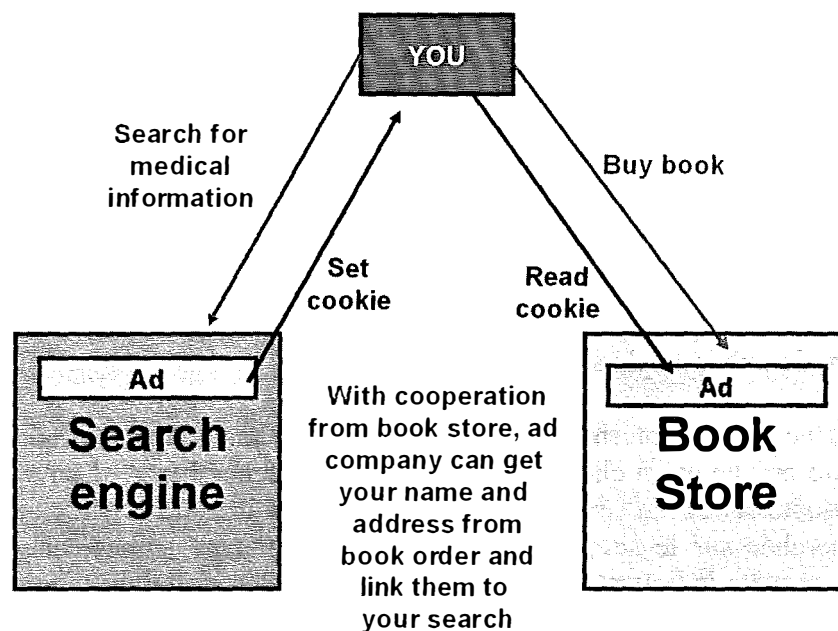 YOU
Search for
medical
information
Buy book
Set
cookie
Read
cookie
Ad
Search
engine
With cooperation
from book store, ad
company can get
your name and
address from
book order and
link them to
your search
Ad
Book
Store